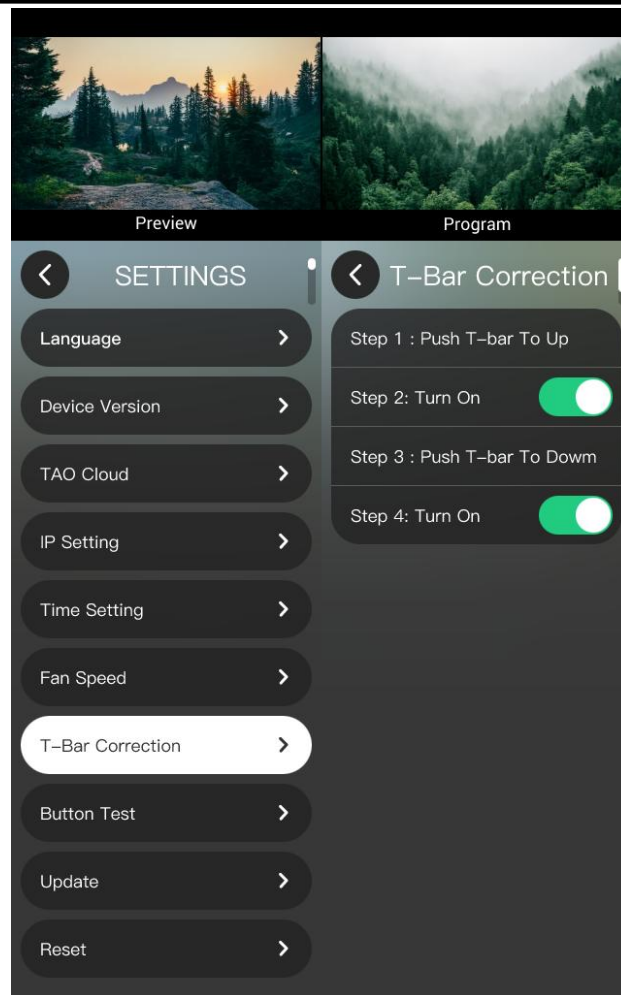 Preview
Program
SETTINGS
Language
Device Version
TAO Cloud
IP Setting
Time Setting
Fan Speed
T-Bar Correction
Button Test
Update
Reset
T-Bar Correction
Step 1 : Push T-bar To Up
Step 2: Turn On
Step 3 : Push T-bar To Dowm
Step 4: Turn On